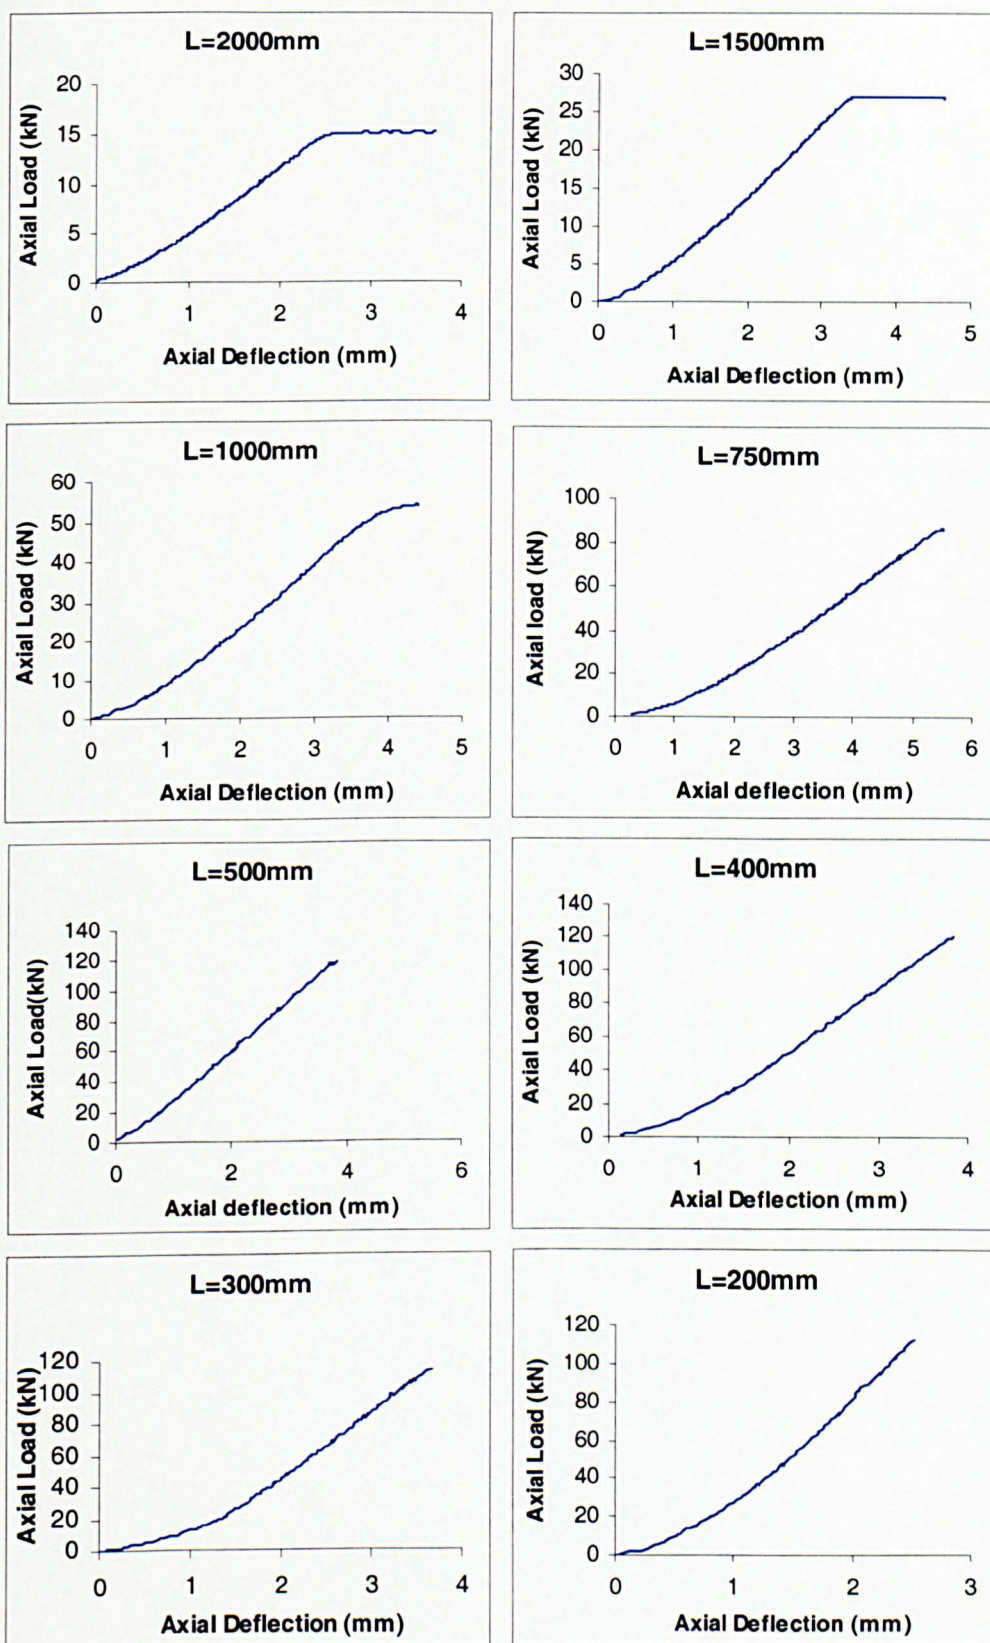 L=2000mm
Axial Load (kN)
20
15
10
5
0
0 1 2 3 4
Axial Deflection (mm)
L=1500mm
Axial Load (kN)
30
25
20
15
10
5
0
0 1 2 3 4 5
Axial Deflection (mm)
L=1000mm
Axial Load (kN)
60
50
40
30
20
10
0
0 1 2 3 4 5
Axial Deflection (mm)
L=750mm
Axial load (kN)
100
80
60
40
20
0
0 1 2 3 4 5 6
Axial deflection (mm)
L=500mm
Axial Load(kN)
140
120
100
80
60
40
20
0
0 2 4 6
Axial deflection (mm)
L=400mm
Axial Load (kN)
140
120
100
80
60
40
20
0
0 1 2 3 4
Axial Deflection (mm)
L=300mm
Axial Load (kN)
120
100
80
60
40
20
0
0 1 2 3 4
Axial Deflection (mm)
L=200mm
Axial Load (kN)
120
100
80
60
40
20
0
0 1 2 3
Axial Deflection (mm)